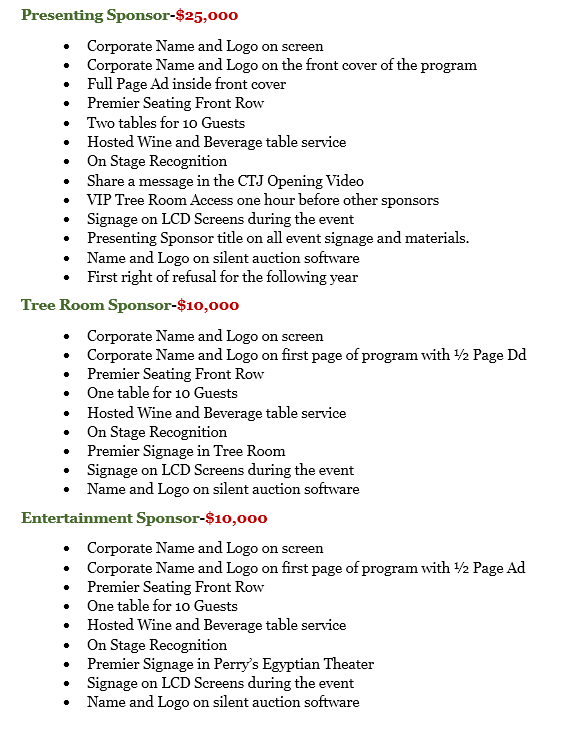 Presenting Sponsor-$25,000
• Corporate Name and Logo on screen
• Corporate Name and Logo on the front cover of the program
• Full Page Ad inside front cover
• Premier Seating Front Row
• Two tables for 10 Guests
• Hosted Wine and Beverage table service
• On Stage Recognition
• Share a message in the CTJ Opening Video
• VIP Tree Room Access one hour before other sponsors
• Signage on LCD Screens during the event
• Presenting Sponsor title on all event signage and materials.
• Name and Logo on silent auction software
• First right of refusal for the following year
Tree Room Sponsor-$10,000
• Corporate Name and Logo on screen
• Corporate Name and Logo on first page of program with ½ Page Dd
• Premier Seating Front Row
• One table for 10 Guests
• Hosted Wine and Beverage table service
• On Stage Recognition
• Premier Signage in Tree Room
• Signage on LCD Screens during the event
• Name and Logo on silent auction software
Entertainment Sponsor-$10,000
• Corporate Name and Logo on screen
• Corporate Name and Logo on first page of program with ½ Page Ad
• Premier Seating Front Row
• One table for 10 Guests
• Hosted Wine and Beverage table service
• On Stage Recognition
• Premier Signage in Perry’s Egyptian Theater
• Signage on LCD Screens during the event
• Name and Logo on silent auction software